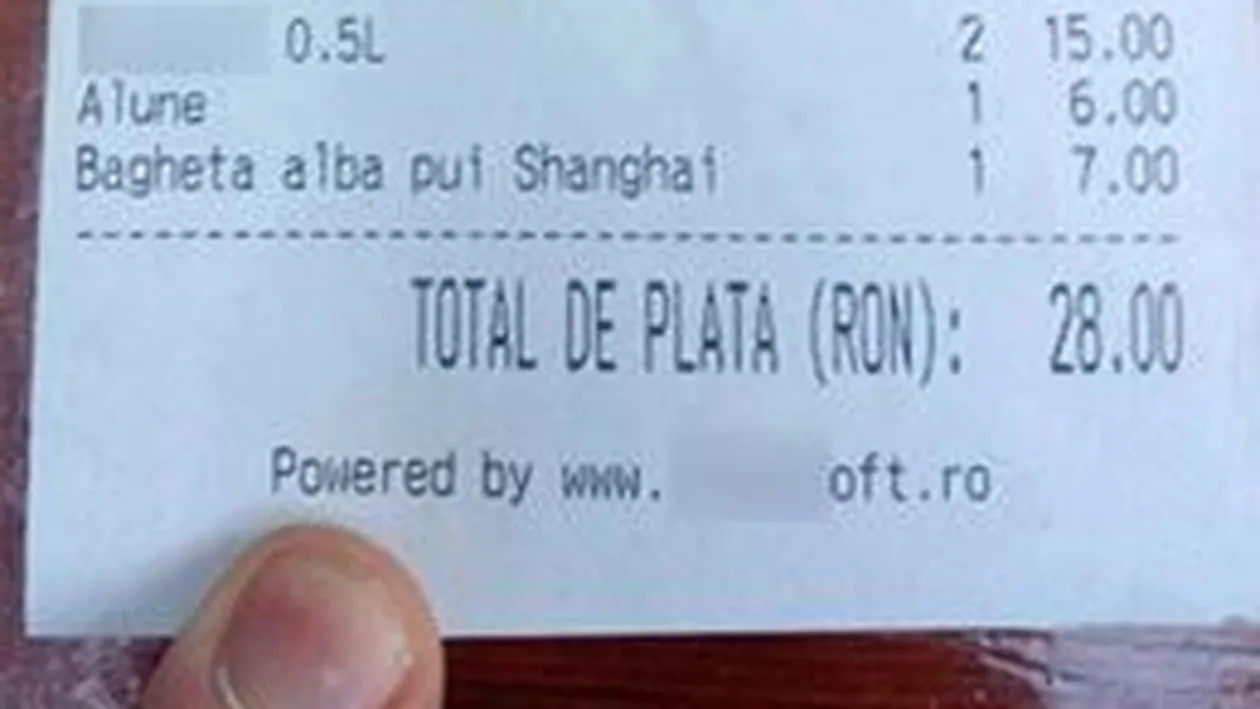 0.5L 2 15.00
Alune 1 6.00
Bagheta alba pui Shanghai 1 7.00
TOTAL DE PLATA (RON): 28.00
Powered by www. oft.ro